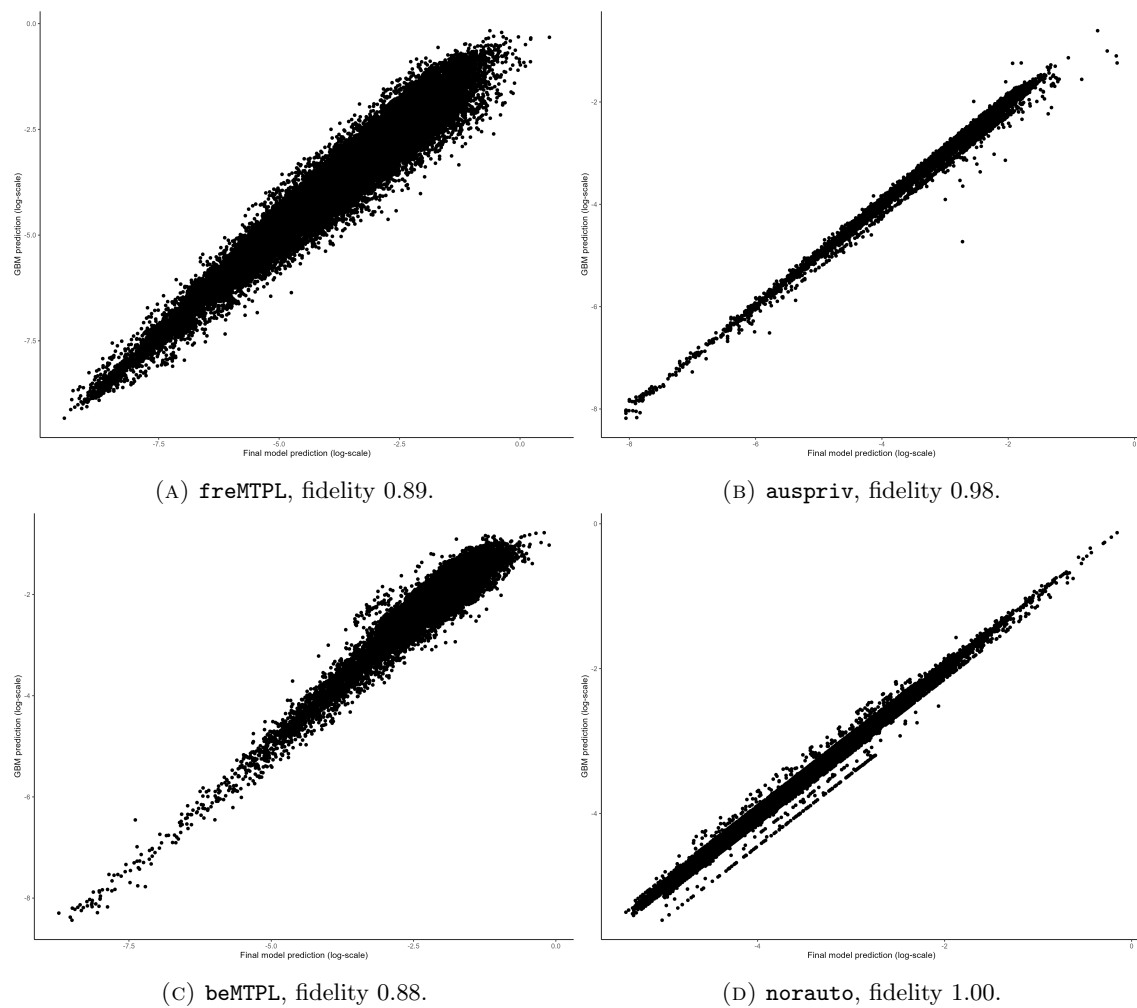 0.0
-2.5
-5.0
-7.5
GBM prediction (log-scale)
-7.5 -5.0 -2.5 0.0
Final model prediction (log-scale)
(A) freMTPL, fidelity 0.89.
-2
-4
-6
-8
GBM prediction (log-scale)
-8 -6 -4 -2 0
Final model prediction (log-scale)
(B) auspriv, fidelity 0.98.
-2
-4
-6
-8
GBM prediction (log-scale)
-7.5 -5.0 -2.5 0.0
Final model prediction (log-scale)
(C) beMTPL, fidelity 0.88.
0
-2
-4
GBM prediction (log-scale)
-4 -2 0
Final model prediction (log-scale)
(D) norauto, fidelity 1.00.